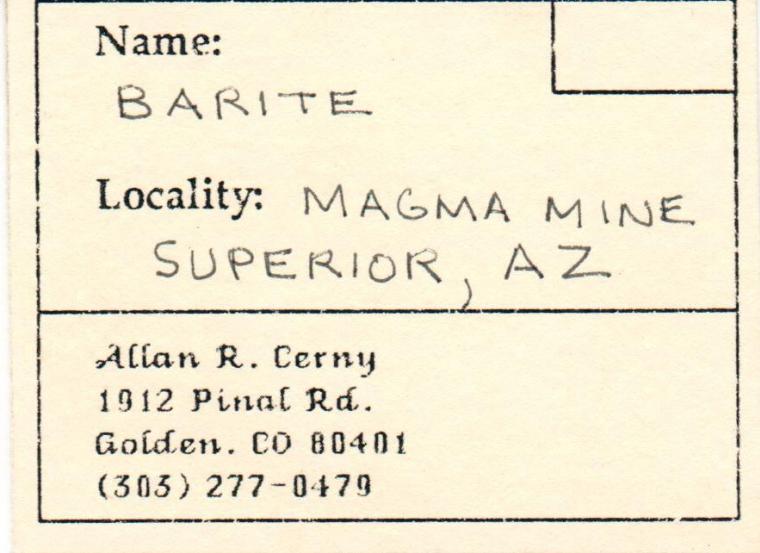 Name:
BARITE
Locality: MAGMA MINE
SUPERIOR, AZ
Allan R. Cerny
1912 Pinal Rd.
Golden. CO 80401
(303) 277-0479